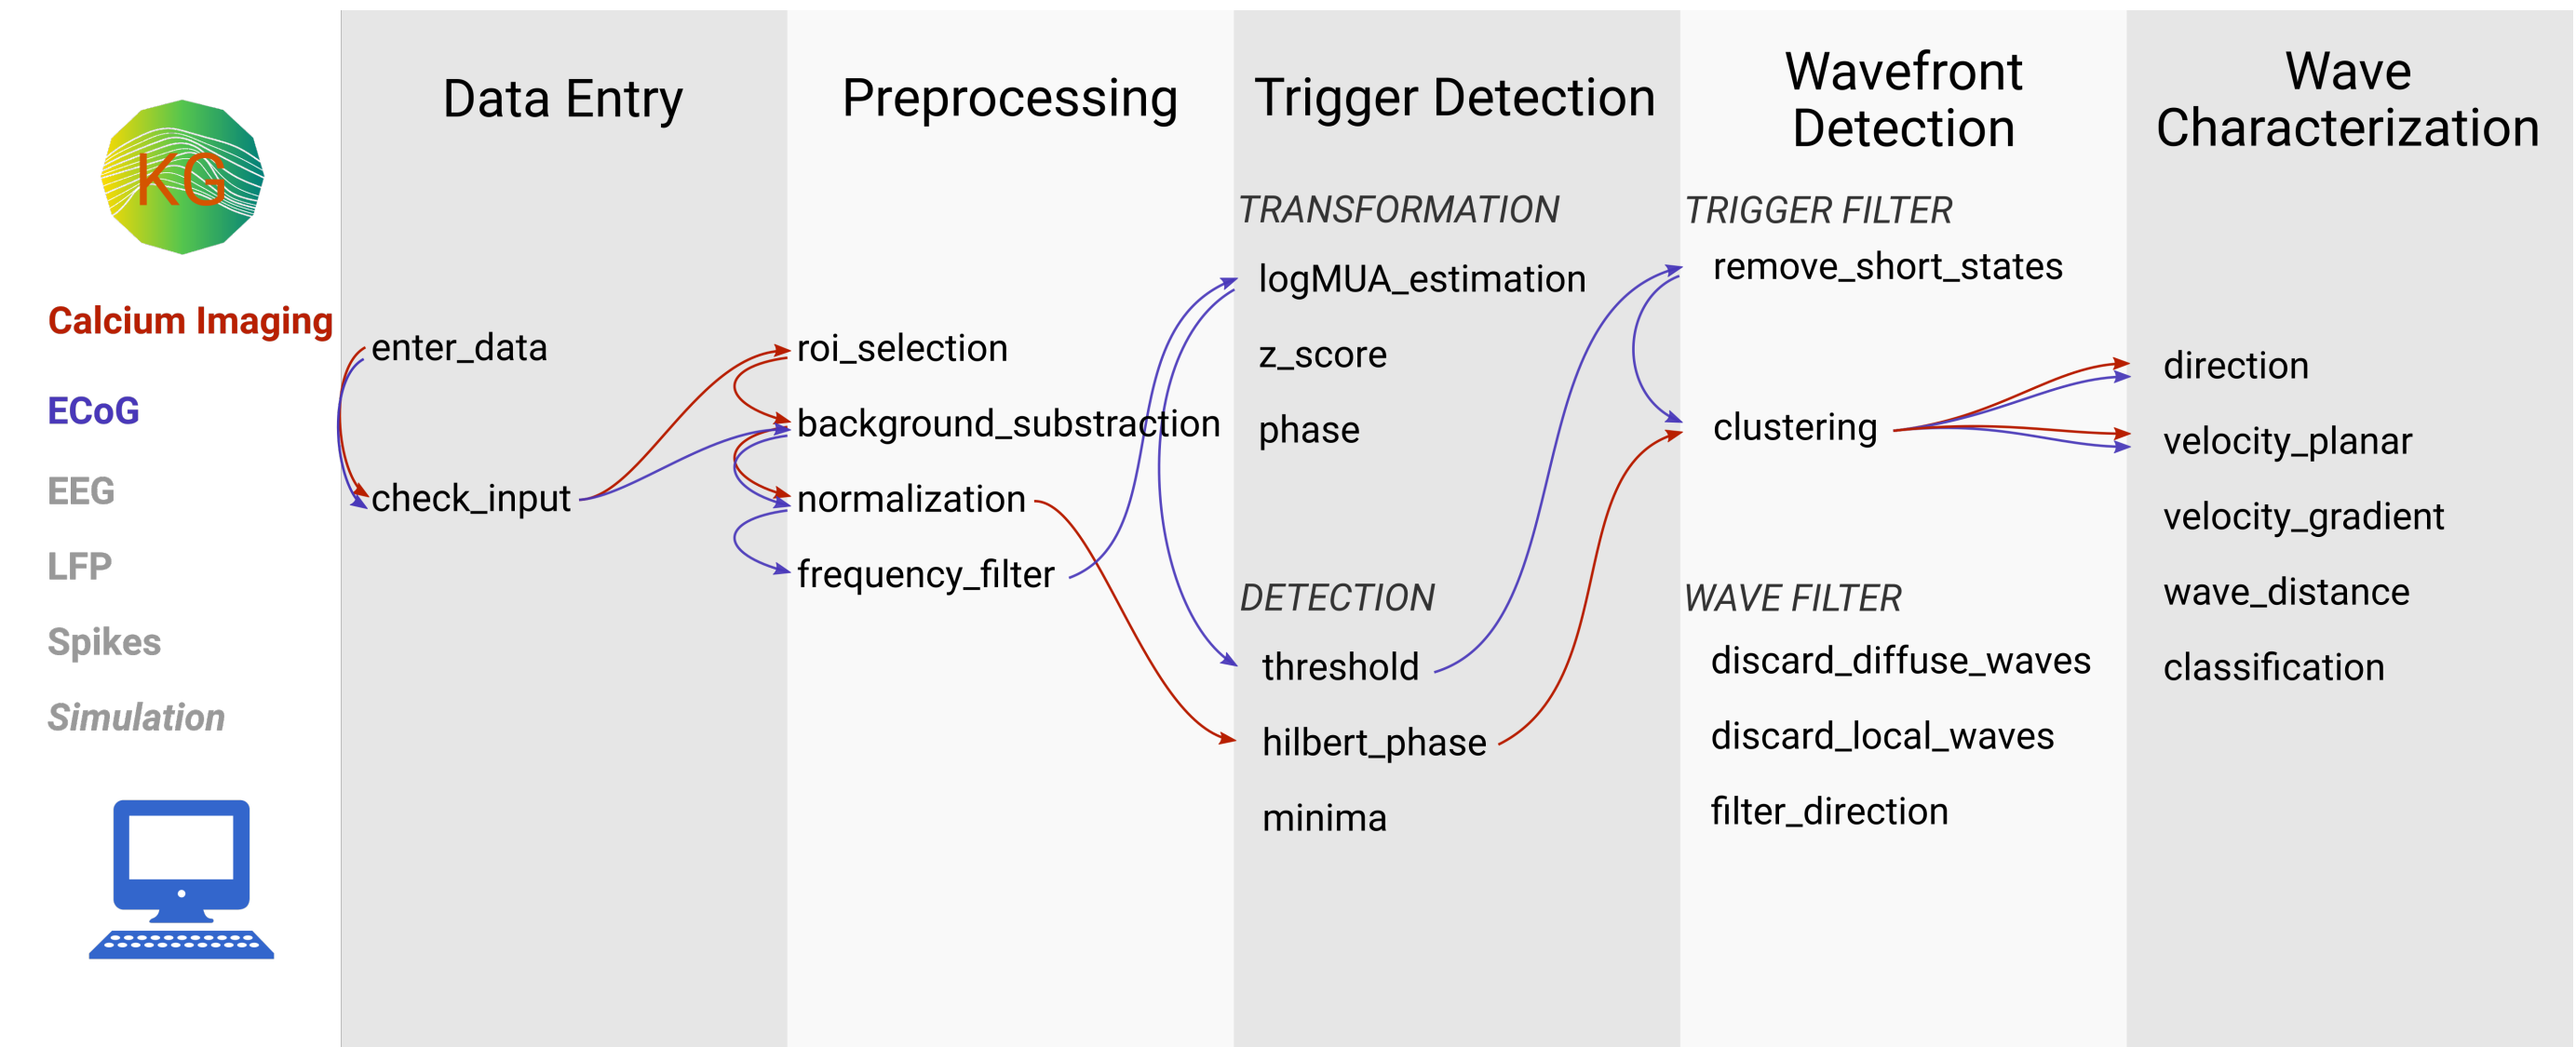 KG
Calcium Imaging
ECoG
EEG
LFP
Spikes
Simulation
Data Entry
enter_data
check_input
Preprocessing
roi_selection
background_substraction
normalization
frequency_filter
Trigger Detection
TRANSFORMATION
logMUA_estimation
z_score
phase
DETECTION
threshold
hilbert_phase
minima
Wavefront
Detection
TRIGGER FILTER
remove_short_states
clustering
WAVE FILTER
discard_diffuse_waves
discard_local_waves
filter_direction
Wave
Characterization
direction
velocity_planar
velocity_gradient
wave_distance
classification